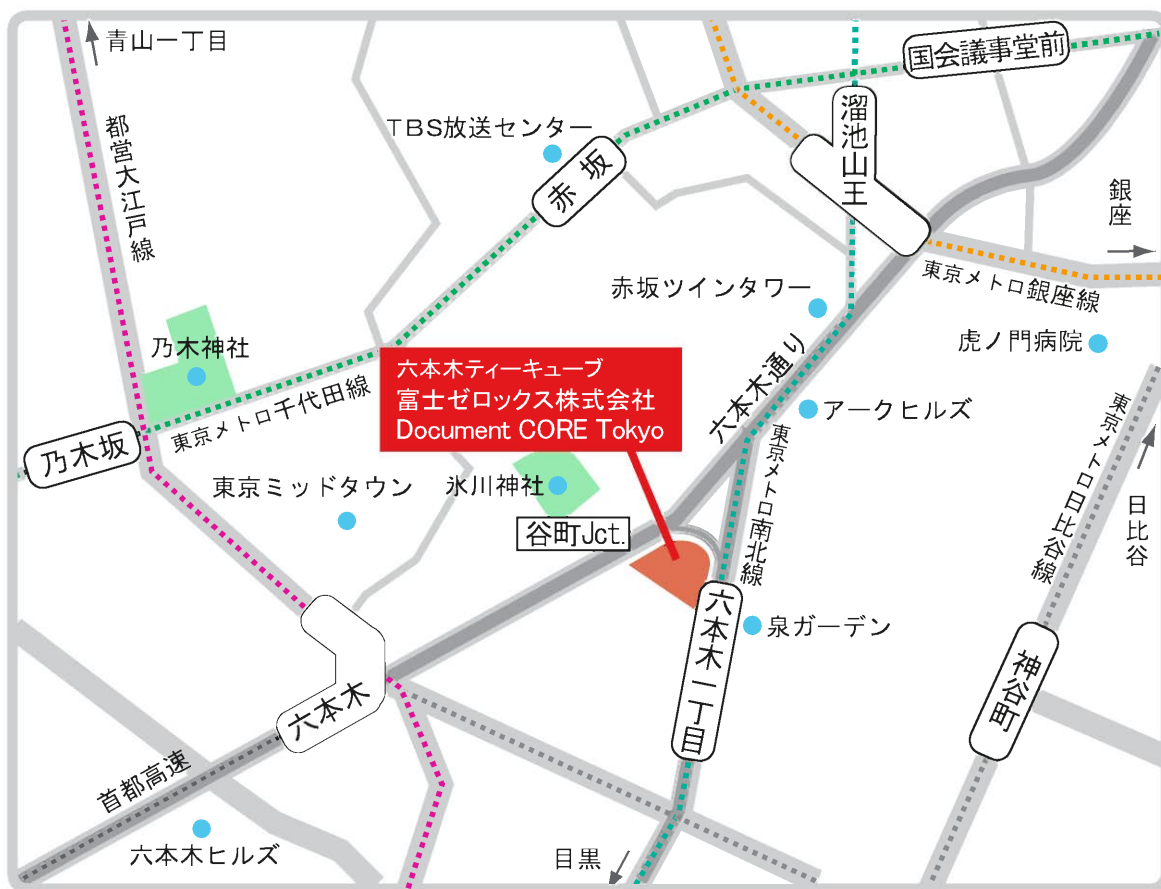 青山一丁目
国会議事堂前
都営大江戸線
TBS放送センター
溜池山王
赤坂
銀座
東京メトロ銀座線
赤坂ツインタワー
虎ノ門病院
乃木神社
六本木ティーキューブ
富士ゼロックス株式会社
Document CORE Tokyo
六本木通り
東京メトロ千代田線
アークヒルズ
東京メトロ日比谷線
乃木坂
東京ミッドタウン
氷川神社
東京メトロ南北線
日比谷
谷町Jct.
六本木一丁目
泉ガーデン
神谷町
六本木
首都高速
六本木ヒルズ
目黒